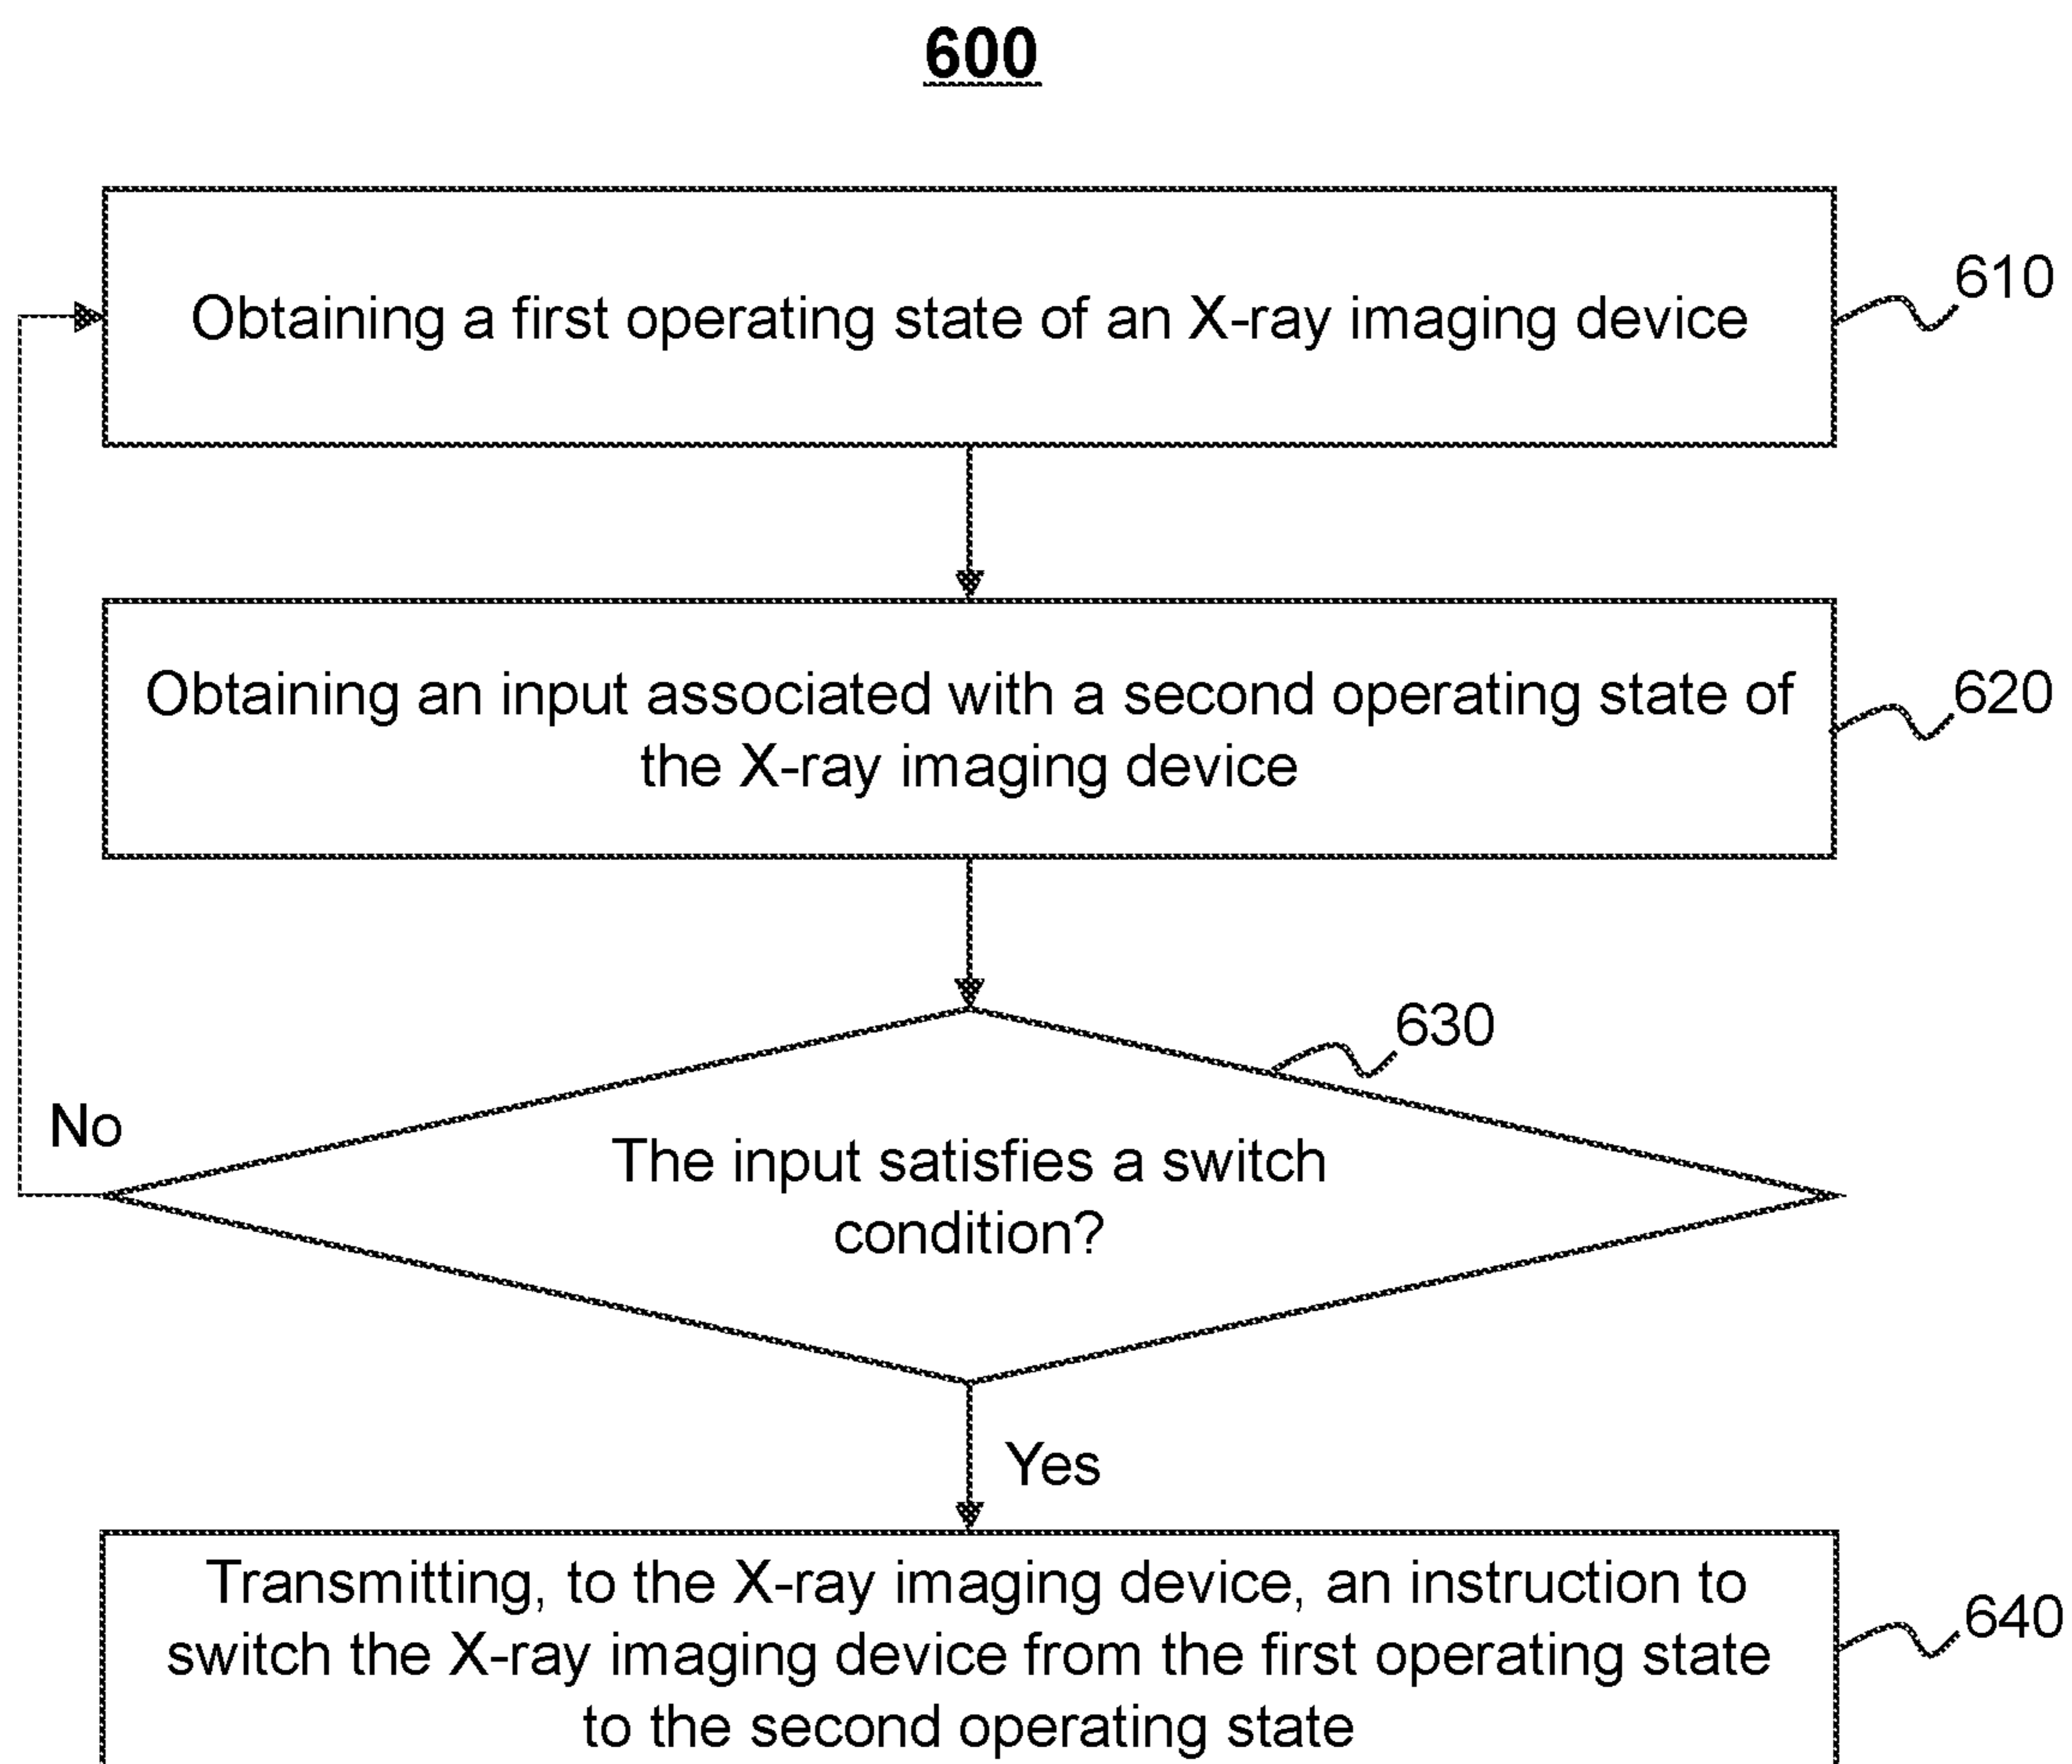 600
Obtaining a first operating state of an X-ray imaging device
610
Obtaining an input associated with a second operating state of
the X-ray imaging device
620
630
No
The input satisfies a switch
condition?
Yes
Transmitting, to the X-ray imaging device, an instruction to
switch the X-ray imaging device from the first operating state
to the second operating state
640